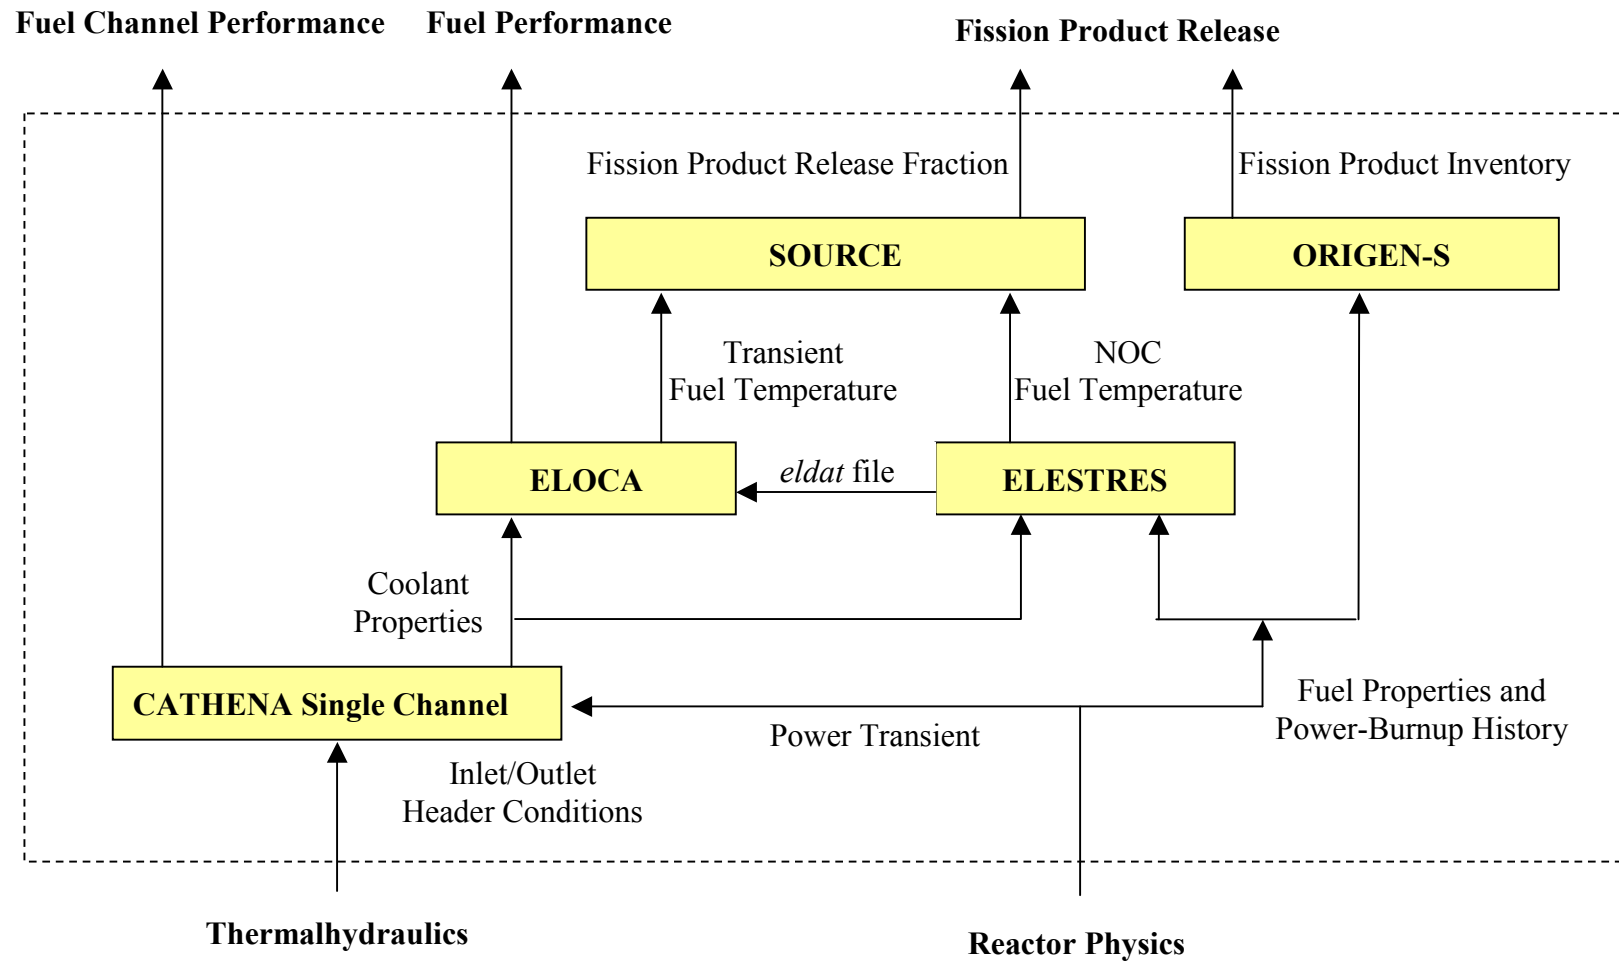 Fuel Channel Performance
Fuel Performance
Fission Product Release
Fission Product Release Fraction
Fission Product Inventory
SOURCE
ORIGEN-S
Transient
Fuel Temperature
NOC
Fuel Temperature
ELOCA
eldat file
ELESTRES
Coolant
Properties
CATHENA Single Channel
Power Transient
Fuel Properties and
Power-Burnup History
Inlet/Outlet
Header Conditions
Thermalhydraulics
Reactor Physics